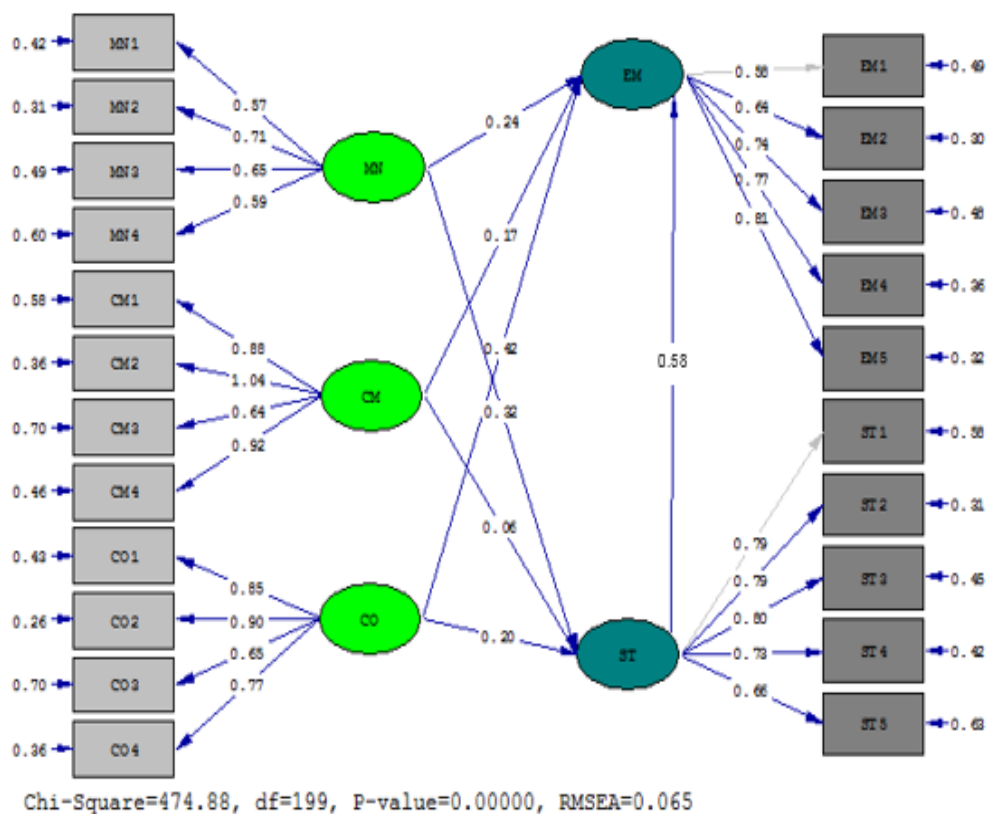 0.42 MN1
0.31 MN2
0.49 MN3
0.60 MN4
0.58 CM1
0.36 CM2
0.70 CM3
0.46 CM4
0.43 CO1
0.26 CO2
0.70 CO3
0.36 CO4
0.57
0.71
0.65
0.59
0.88
1.04
0.64
0.92
0.85
0.90
0.65
0.77
MN
CM
CO
0.24
0.17
0.42
0.32
0.06
0.20
EM
0.58
ST
0.64
0.74
0.77
0.81
0.79
0.79
0.80
0.73
0.66
EM1 0.49
EM2 0.30
EM3 0.48
EM4 0.36
EM5 0.32
ST1 0.58
ST2 0.31
ST3 0.45
ST4 0.42
ST5 0.63
Chi-Square=474.88, df=199, P-value=0.00000, RMSEA=0.065